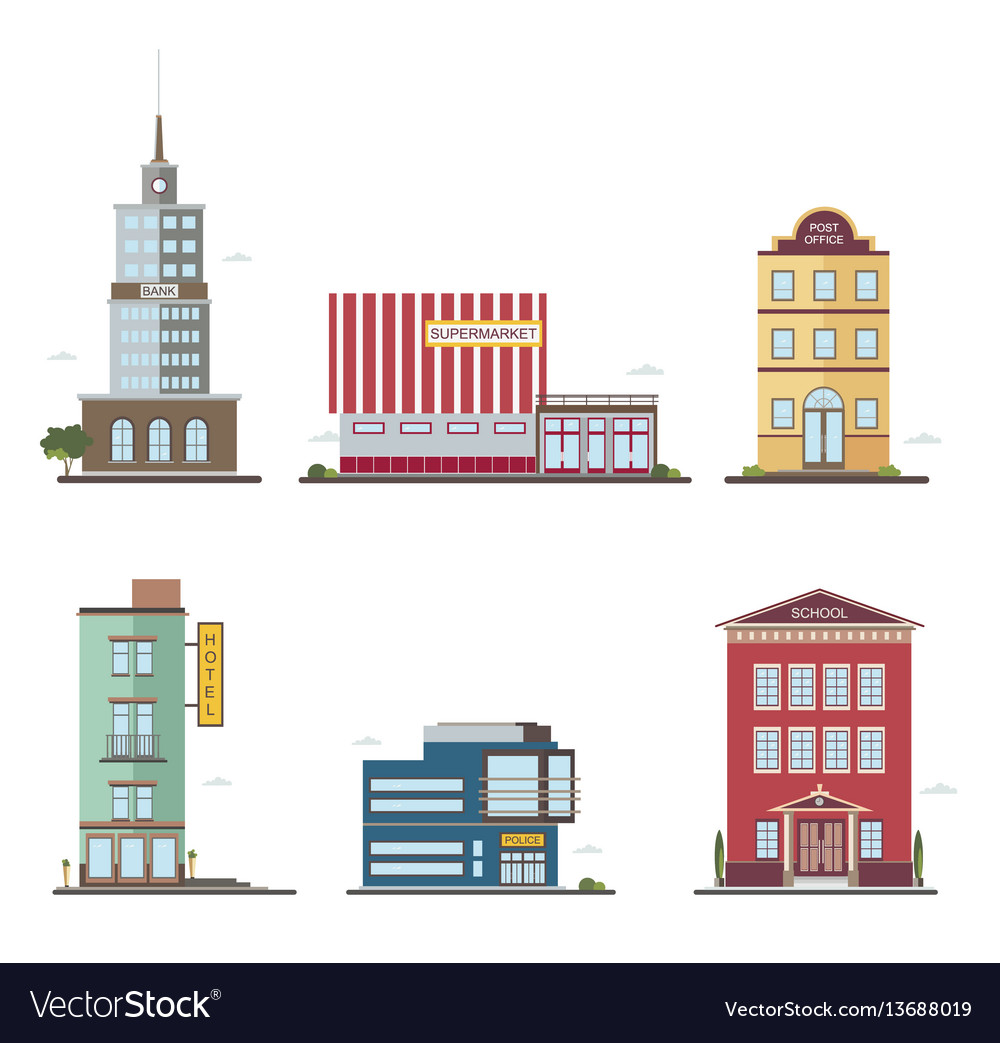 BANK
SUPERMARKET
POST
OFFICE
HOTEL
POLICE
SCHOOL
VectorStock®
VectorStock.com/13688019